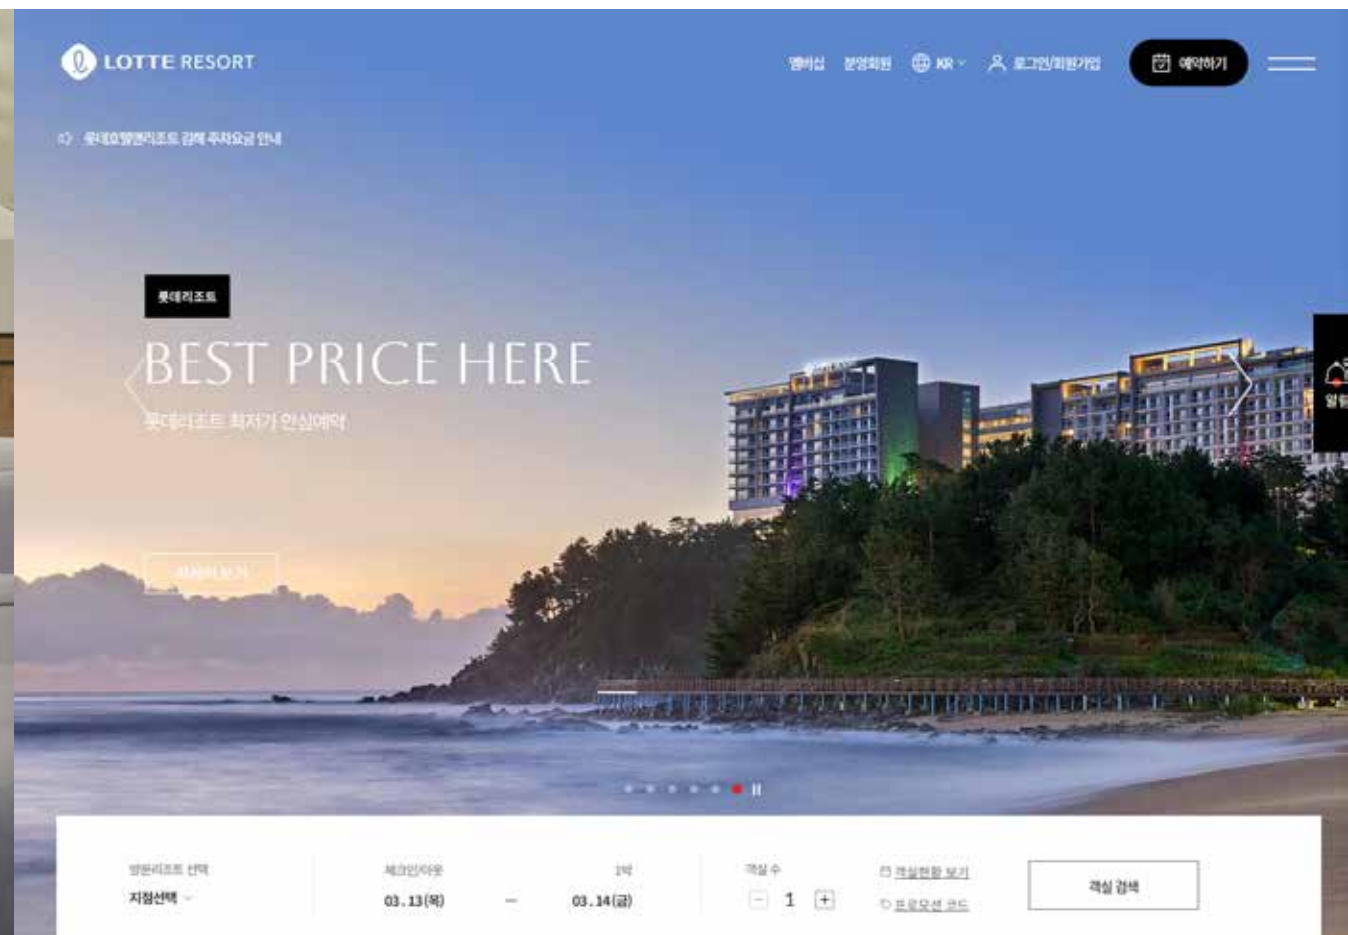 LOTTE RESORT
멤버십 분양회원 KR 로그인/회원가입 예약하기
롯데호텔앤리조트 김해 주차요금 안내
롯데리조트
BEST PRICE HERE
롯데리조트 최저가 안심예약
자세히 보기
알림
방문리조트 선택 체크인/아웃 1박 객실 수 객실현황 보기
지점선택 03.13(목) — 03.14(금) 1 프로모션 코드
객실 검색